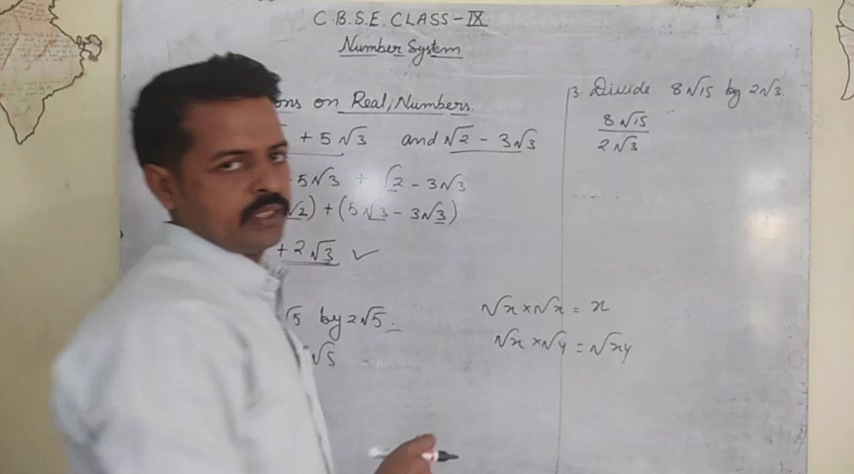 C.B.S.E. CLASS - IX
Number System
ons on Real Numbers.
+ 5√3 and √2 - 3√3
5√3 + √2 - 3√3
√2) + (5√3 - 3√3)
+ 2√3 ✓
√5 by 2√5.
√5
√x × √x = x
√x × √y = √xy
3. Divide 8√15 by 2√3.
8√15
2√3